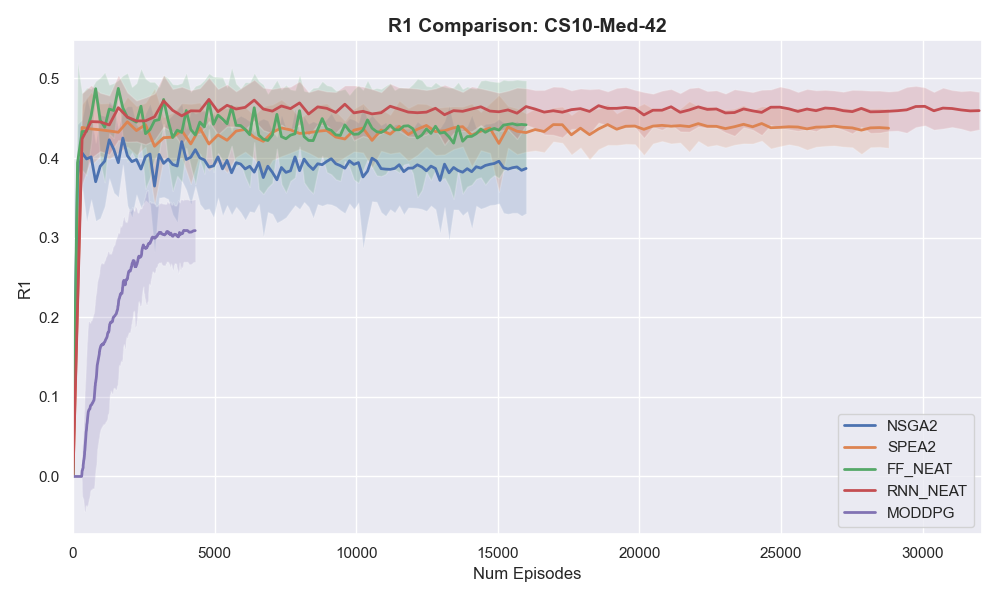 R1 Comparison: CS10-Med-42
R1
0.5
0.4
0.3
0.2
0.1
0.0
0 5000 10000 15000 20000 25000 30000
Num Episodes
NSGA2
SPEA2
FF_NEAT
RNN_NEAT
MODDPG